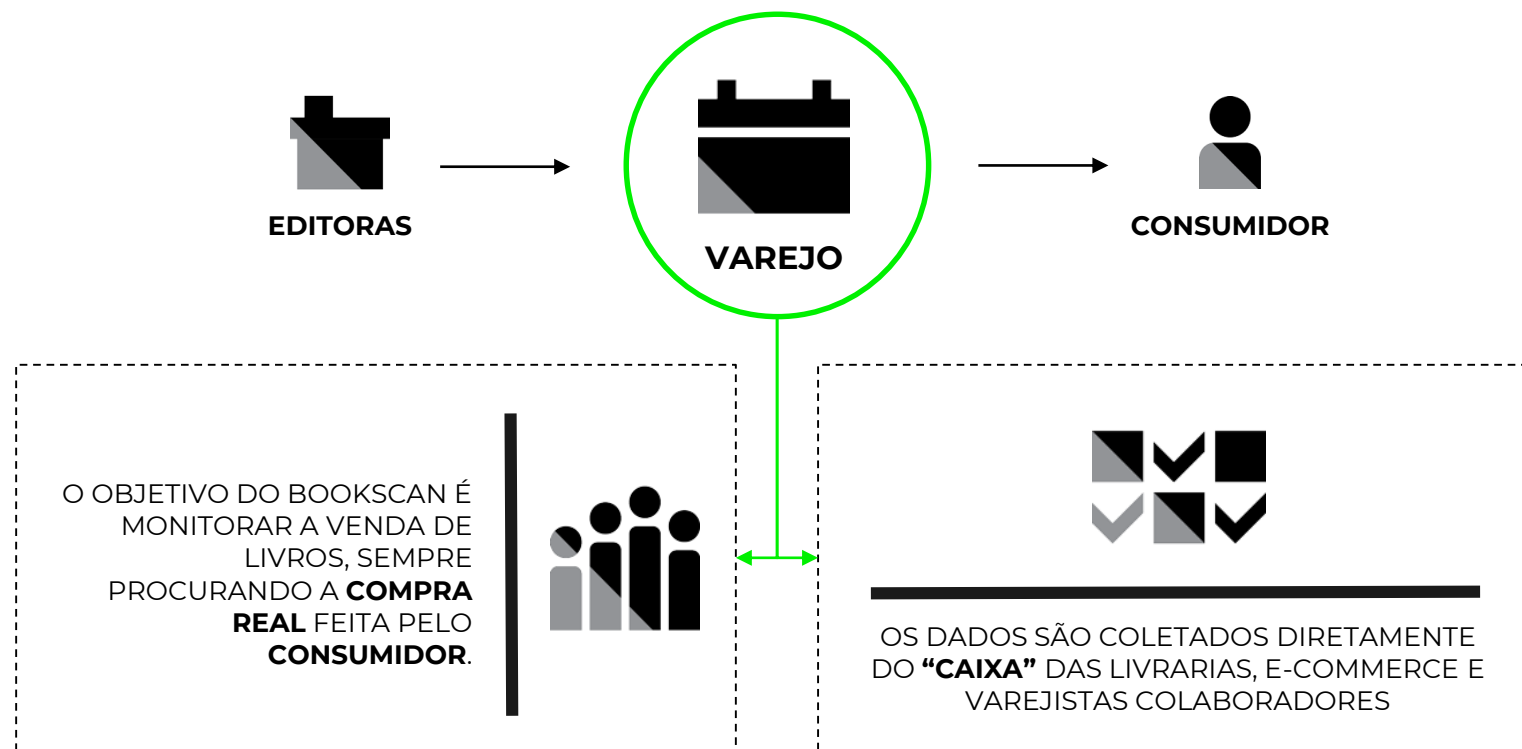 EDITORAS
VAREJO
CONSUMIDOR
O OBJETIVO DO BOOKSCAN É
MONITORAR A VENDA DE
LIVROS, SEMPRE
PROCURANDO A COMPRA
REAL FEITA PELO
CONSUMIDOR.
OS DADOS SÃO COLETADOS DIRETAMENTE
DO “CAIXA” DAS LIVRARIAS, E-COMMERCE E
VAREJISTAS COLABORADORES